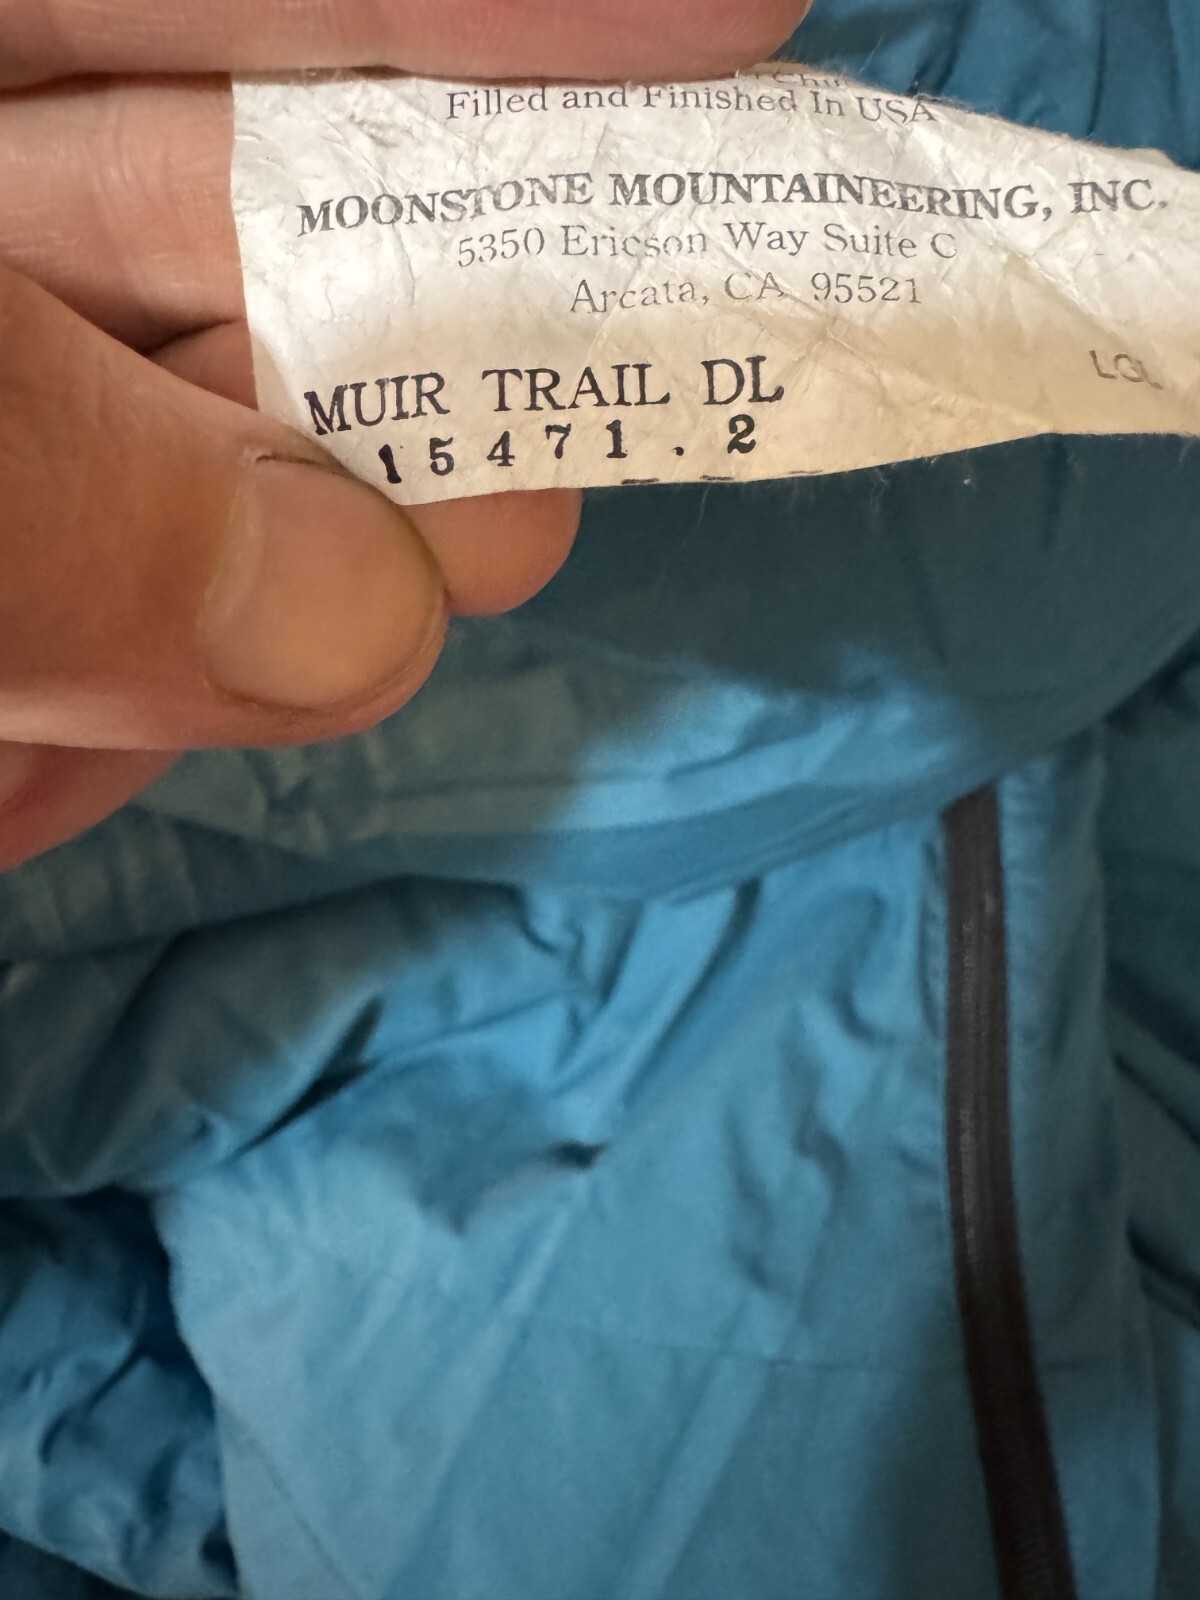 Filled and Finished In USA
MOONSTONE MOUNTAINEERING, INC.
5350 Ericson Way Suite C
Arcata, CA 95521
LGL
MUIR TRAIL DL
15471.2